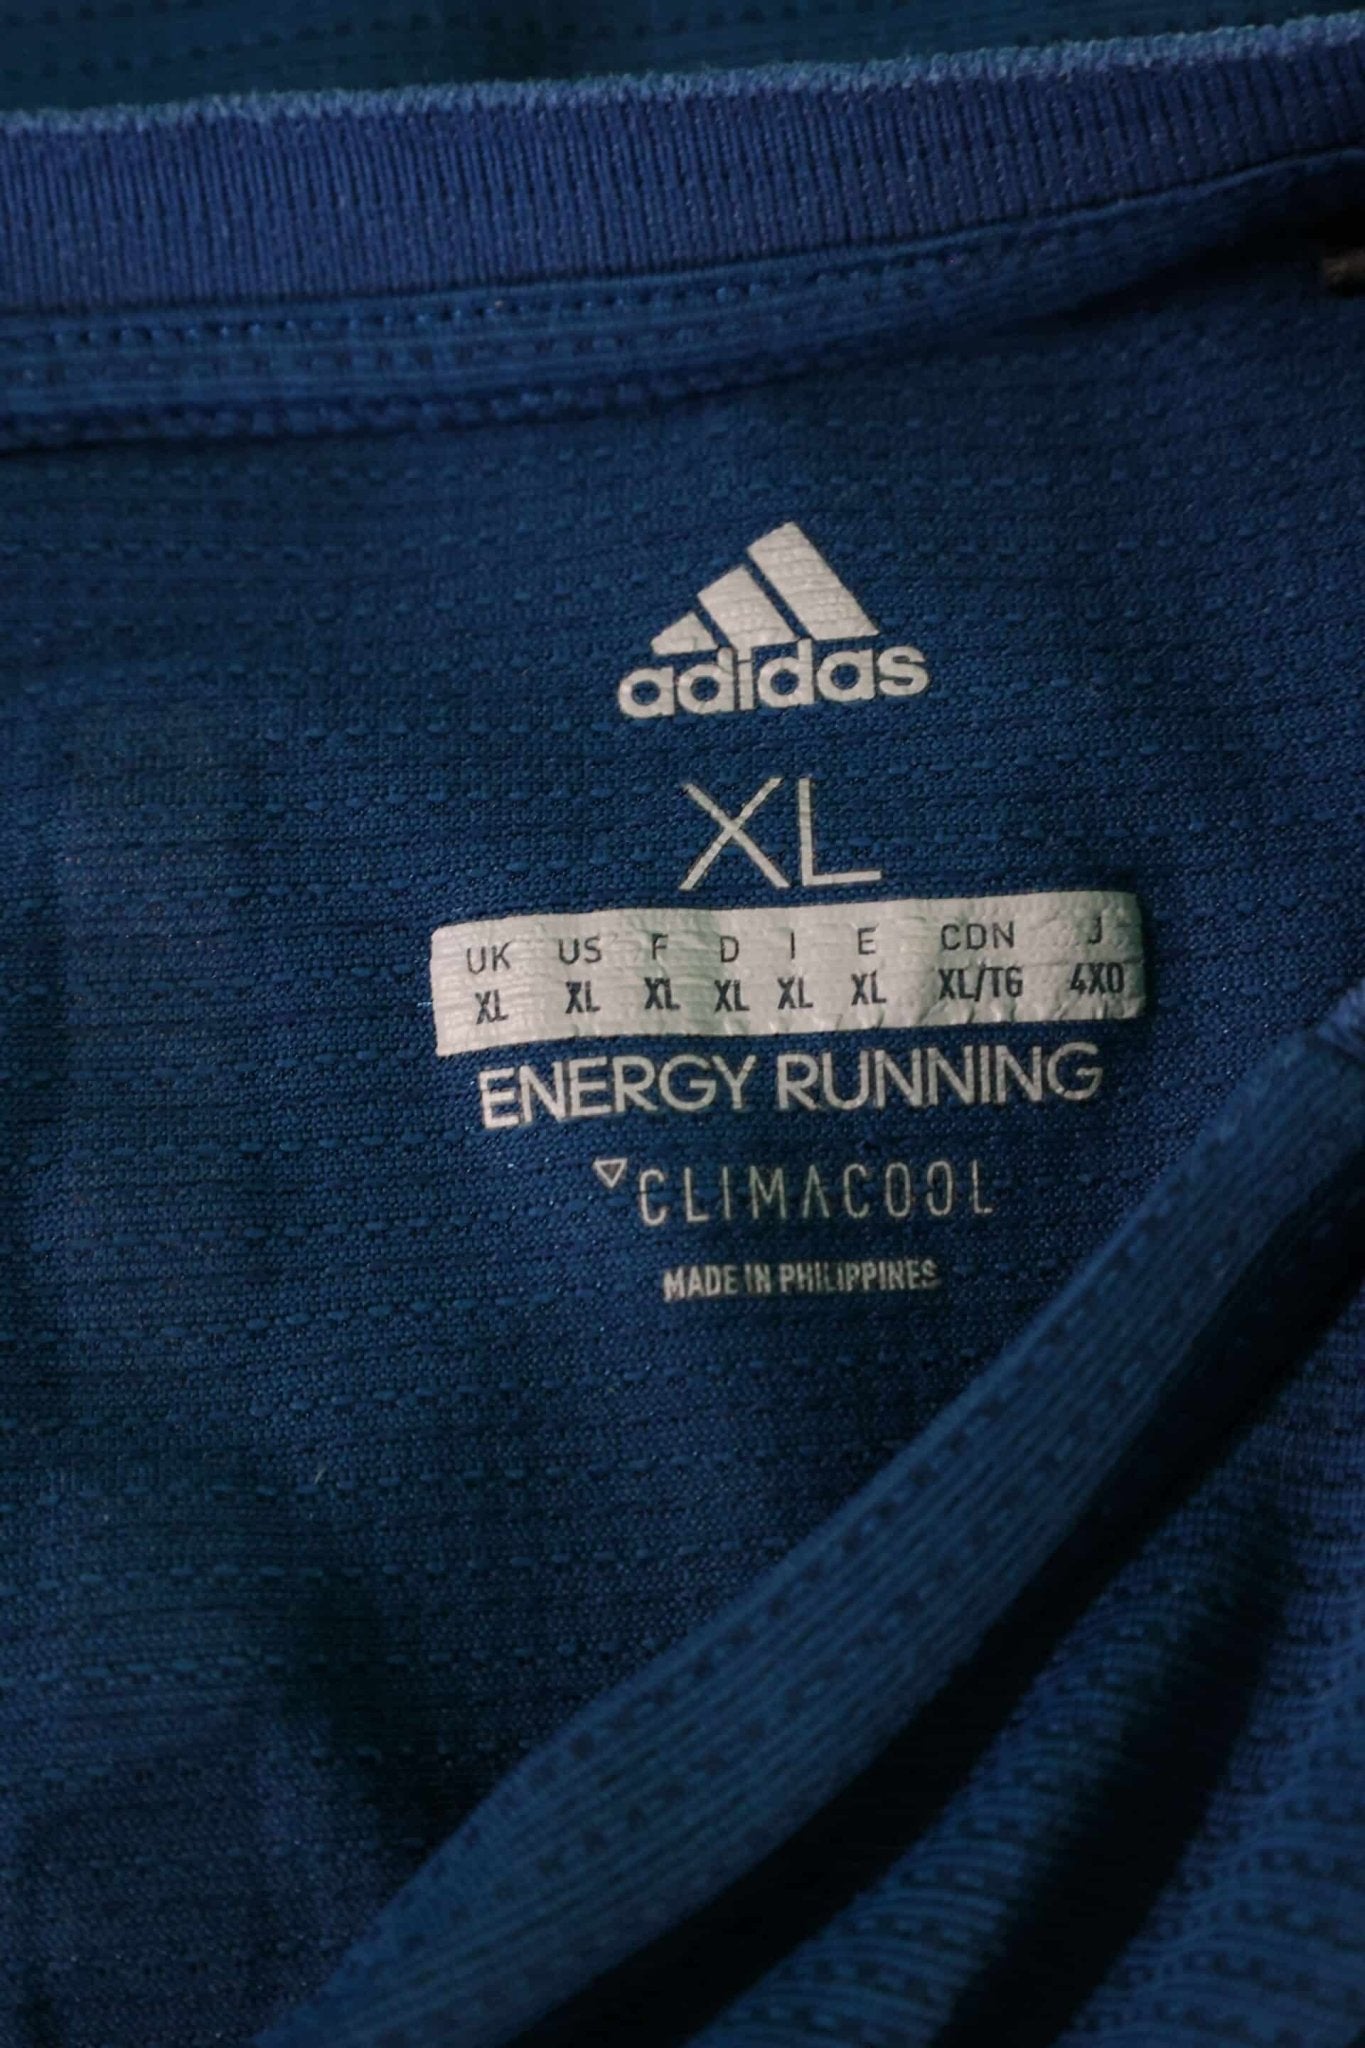 adidas
XL
UK US F D I E CDN J
XL XL XL XL XL XL XL/TG 4XO
ENERGY RUNNING
CLIMACOOL
MADE IN PHILIPPINES